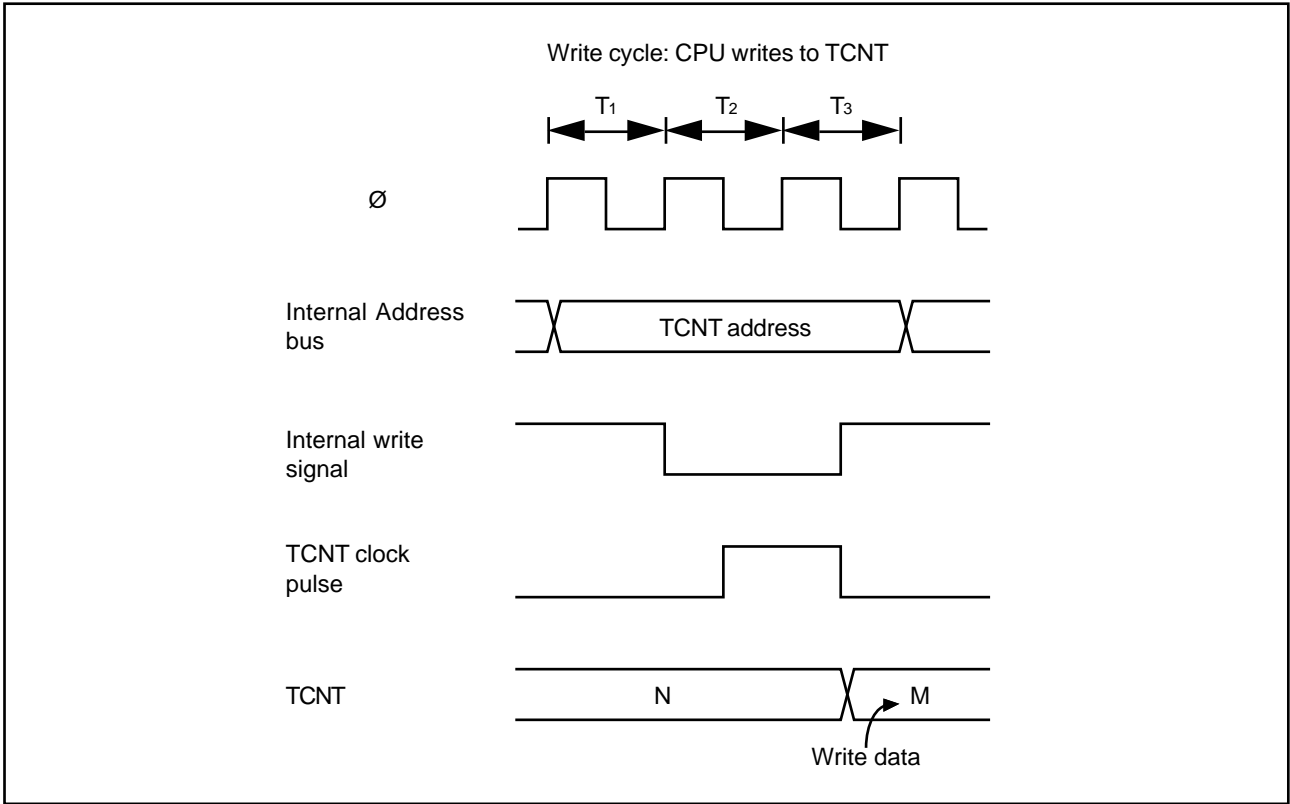 Write cycle: CPU writes to TCNT
T1 T2 T3
Ø
Internal Address
bus
TCNT address
Internal write
signal
TCNT clock
pulse
TCNT
N
M
Write data